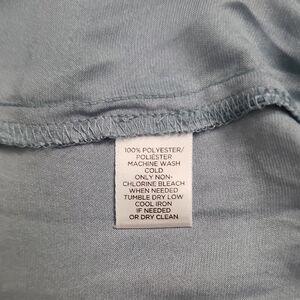 100% POLYESTER/
POLIESTER
MACHINE WASH
COLD
ONLY NON-
CHLORINE BLEACH
WHEN NEEDED
TUMBLE DRY LOW
COOL IRON
IF NEEDED
OR DRY CLEAN